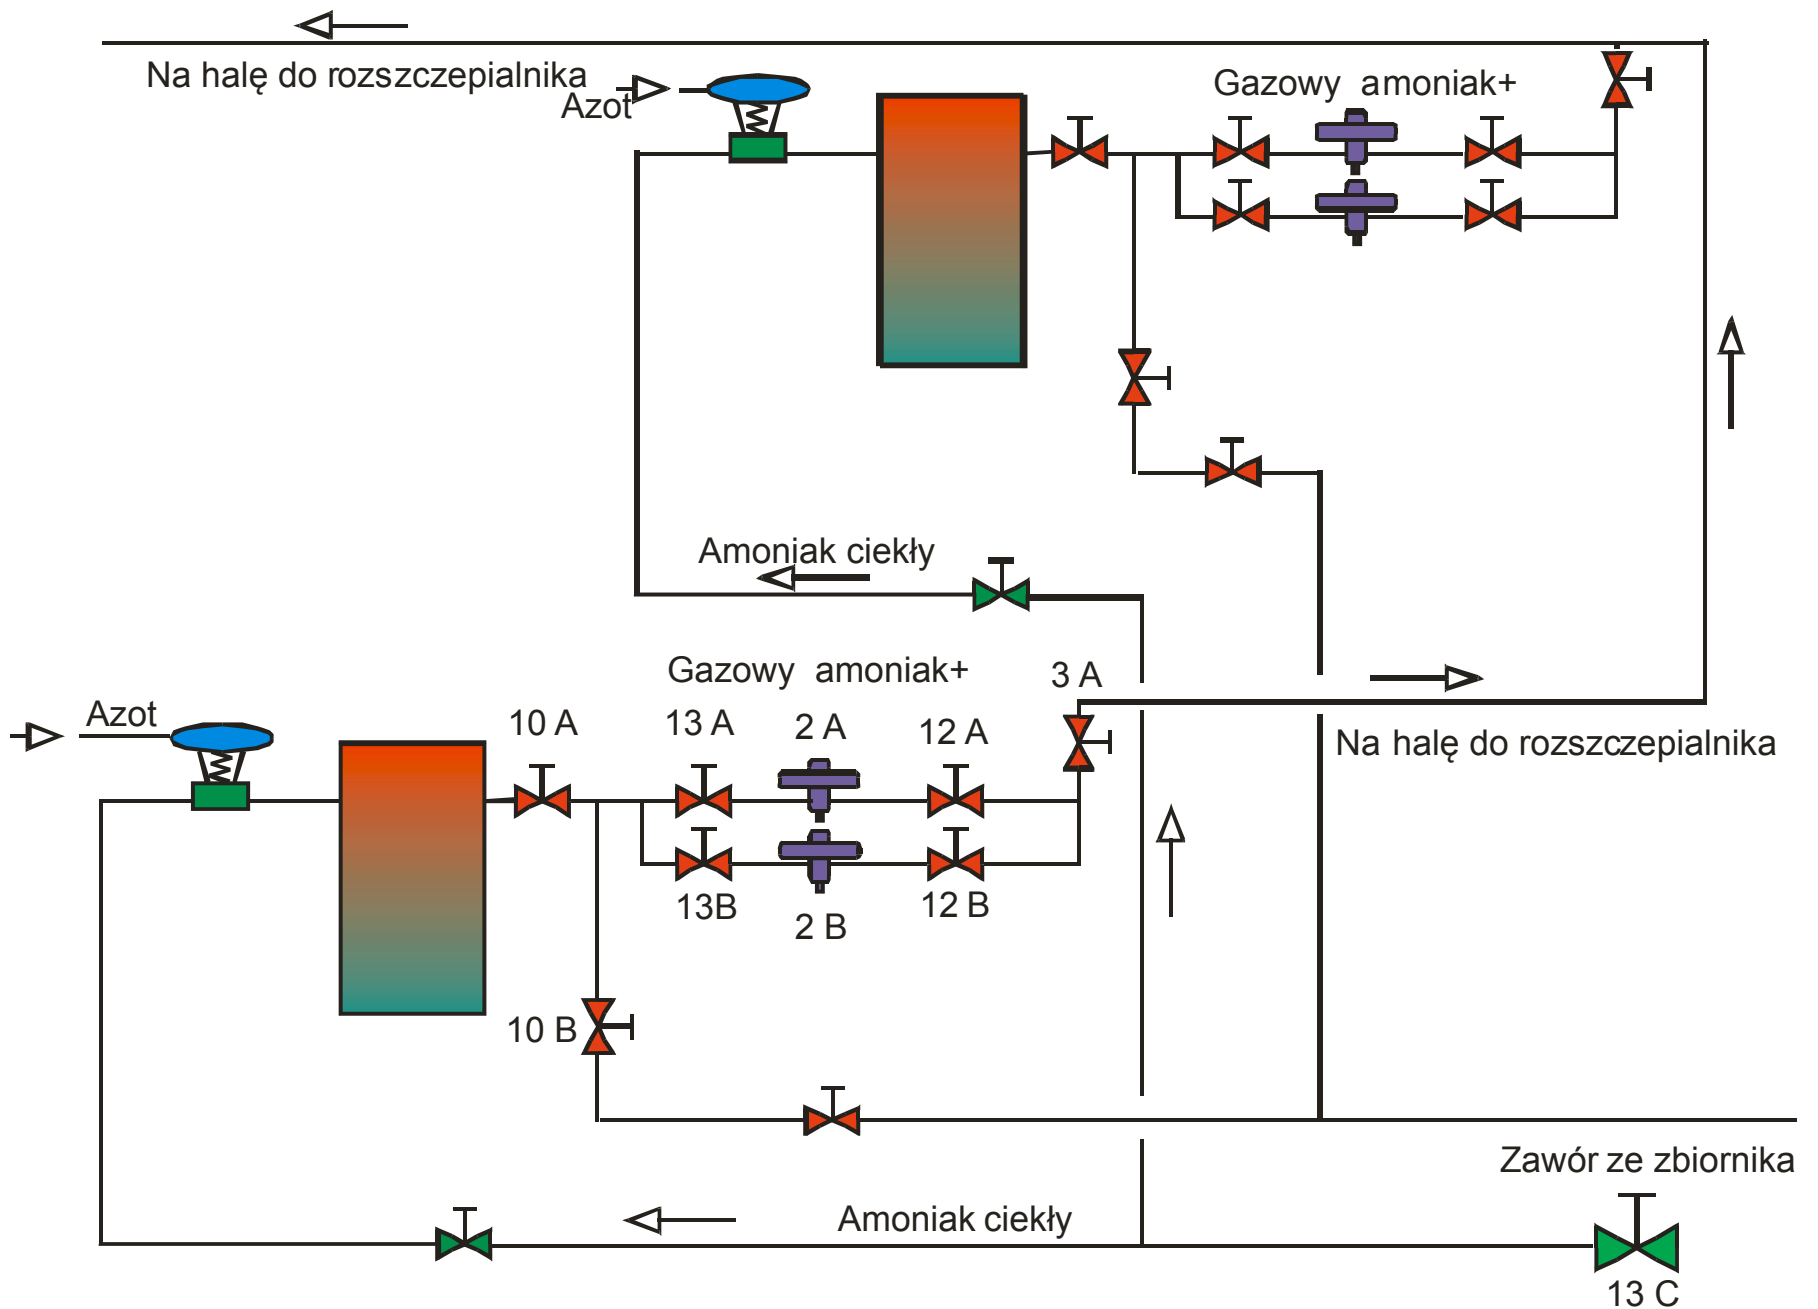 Na halę do rozszczepialnika
Azot
Gazowy amoniak+
Amoniak ciekły
Gazowy amoniak+
3 A
Azot
10 A
13 A
2 A
12 A
Na halę do rozszczepialnika
13B
2 B
12 B
10 B
Zawór ze zbiornika
Amoniak ciekły
13 C